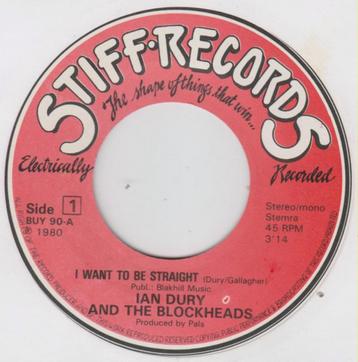 STIFF·RECORDS
The shape of things that win...
Electrically Recorded
Side 1
BUY 90-A
℗ 1980
Stereo/mono
Stemra
45 RPM
3'14
I WANT TO BE STRAIGHT (Dury/Gallagher)
Publ.: Blakhill Music.
IAN DURY
AND THE BLOCKHEADS
Produced by Pals